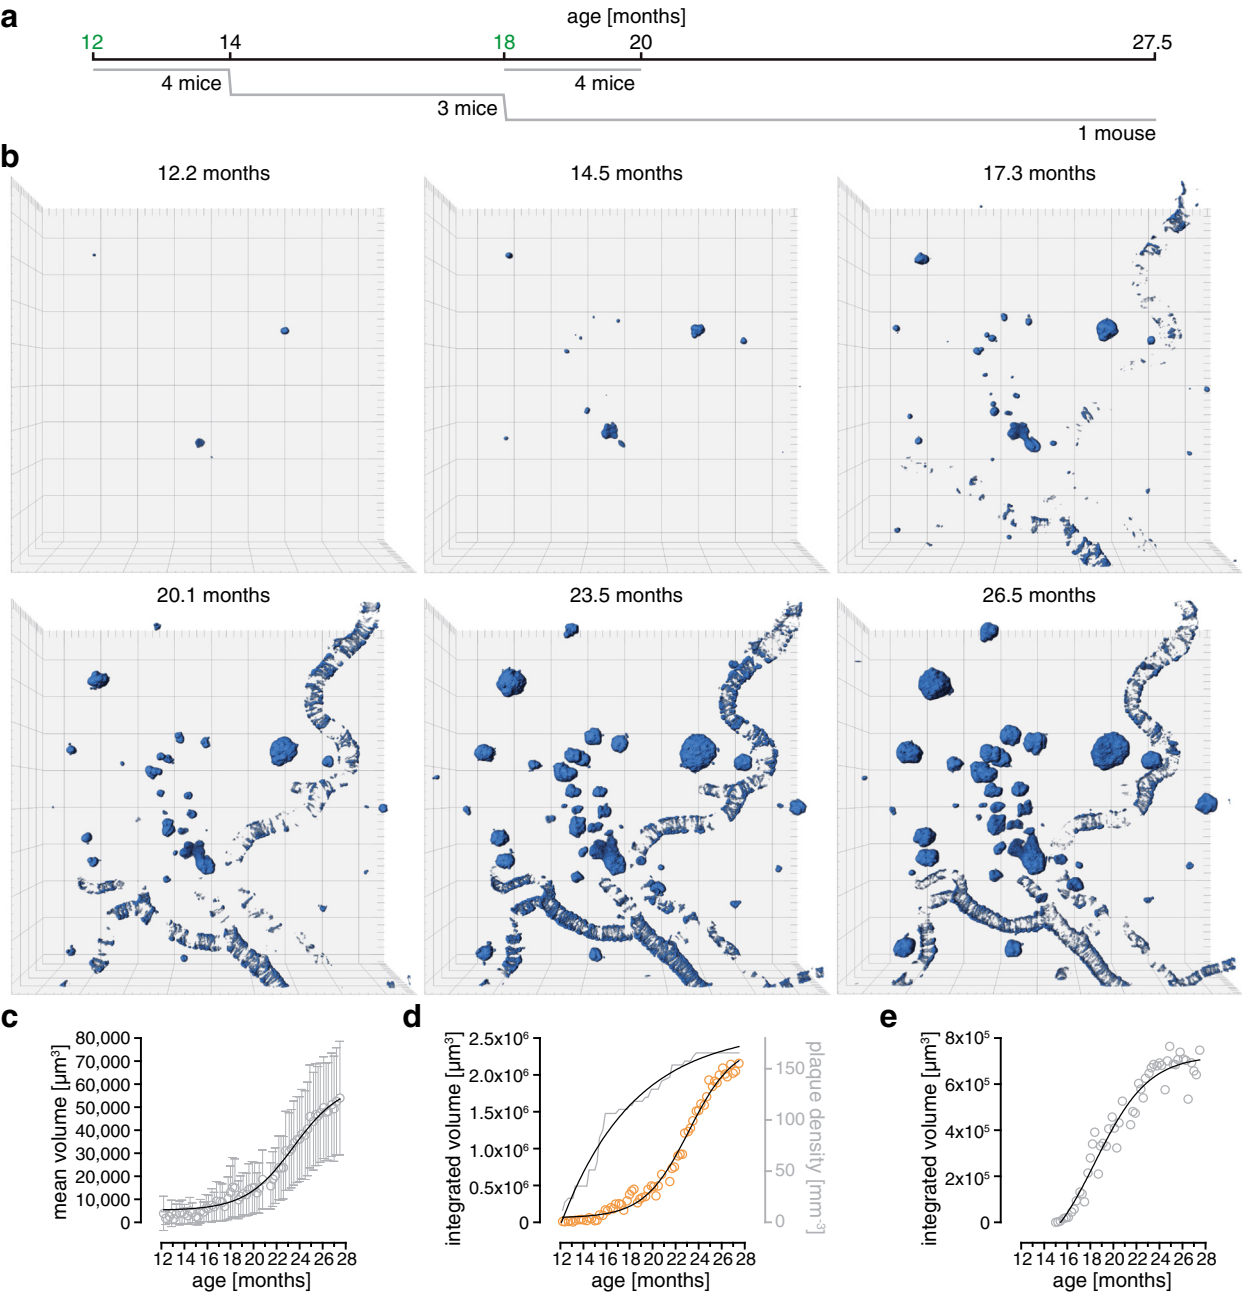 a
age [months]
12 14 18 20 27.5
4 mice 4 mice
3 mice
1 mouse
b
12.2 months 14.5 months 17.3 months
20.1 months 23.5 months 26.5 months
c
mean volume [µm³]
80,000
70,000
60,000
50,000
40,000
30,000
20,000
10,000
0
12 14 16 18 20 22 24 26 28
age [months]
d
integrated volume [µm³]
2.5x10⁶
2.0x10⁶
1.5x10⁶
1.0x10⁶
0.5x10⁶
0
150
100
50
0
plaque density [mm⁻³]
12 14 16 18 20 22 24 26 28
age [months]
e
integrated volume [µm³]
8x10⁵
6x10⁵
4x10⁵
2x10⁵
0
12 14 16 18 20 22 24 26 28
age [months]